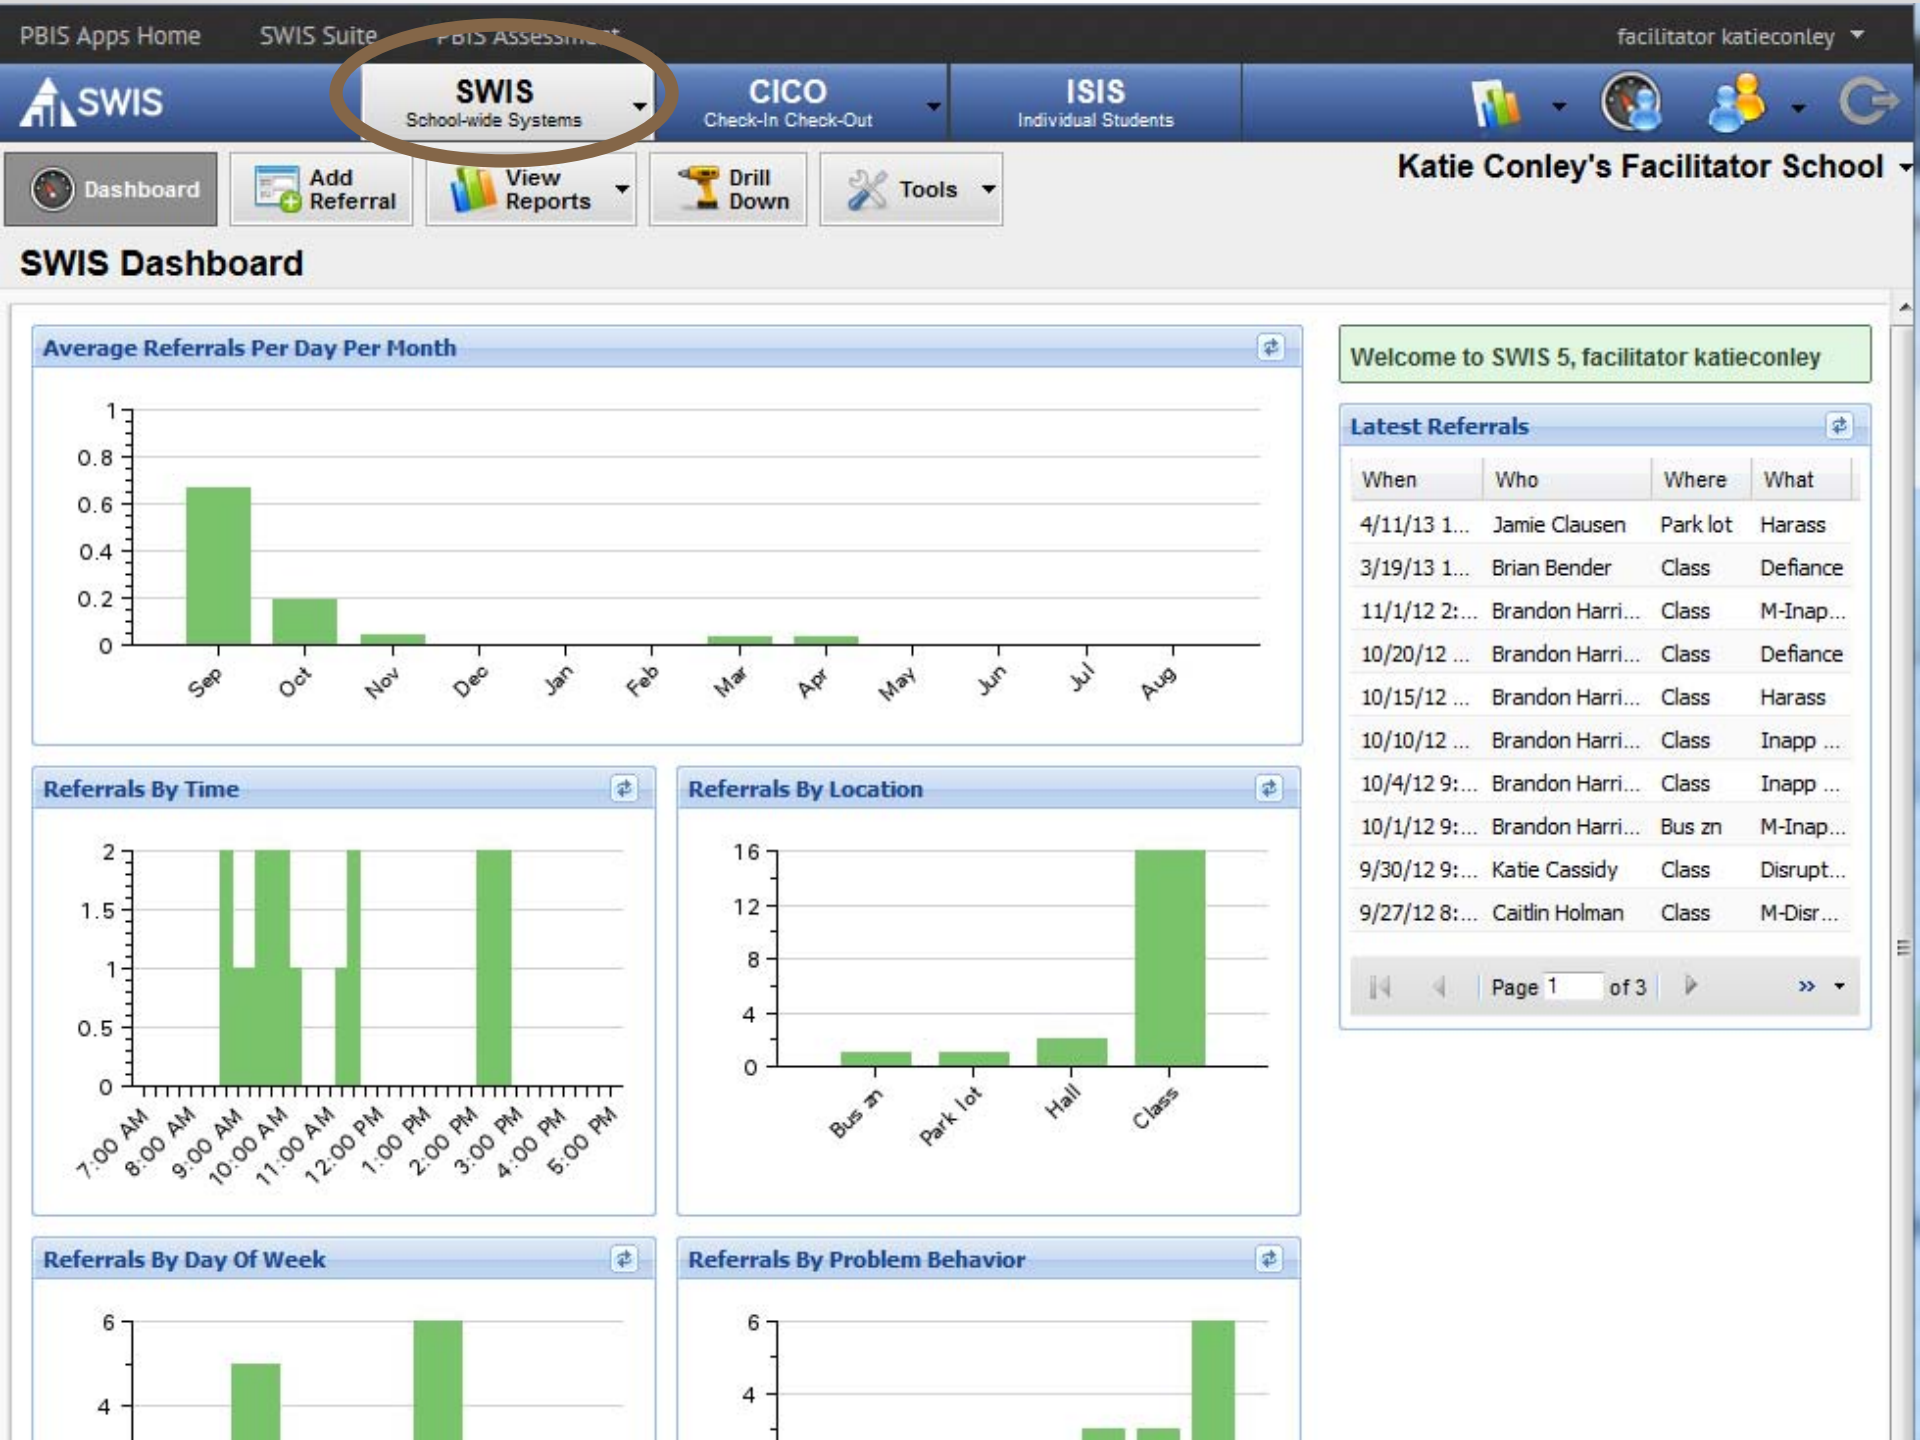 PBIS Apps Home SWIS Suite PBIS Assessment facilitator katieconley
SWIS
SWIS
School-wide Systems
CICO
Check-In Check-Out
ISIS
Individual Students
Dashboard
Add
Referral
View
Reports
Drill
Down
Tools
Katie Conley's Facilitator School
SWIS Dashboard
Average Referrals Per Day Per Month
1
0.8
0.6
0.4
0.2
0
Sep Oct Nov Dec Jan Feb Mar Apr May Jun Jul Aug
Welcome to SWIS 5, facilitator katieconley
Latest Referrals
When Who Where What
4/11/13 1... Jamie Clausen Park lot Harass
3/19/13 1... Brian Bender Class Defiance
11/1/12 2:... Brandon Harri... Class M-Inap...
10/20/12 ... Brandon Harri... Class Defiance
10/15/12 ... Brandon Harri... Class Harass
10/10/12 ... Brandon Harri... Class Inapp ...
10/4/12 9:... Brandon Harri... Class Inapp ...
10/1/12 9:... Brandon Harri... Bus zn M-Inap...
9/30/12 9:... Katie Cassidy Class Disrupt...
9/27/12 8:... Caitlin Holman Class M-Disr...
Page 1 of 3
Referrals By Time
2
1.5
1
0.5
0
7:00 AM 8:00 AM 9:00 AM 10:00 AM 11:00 AM 12:00 PM 1:00 PM 2:00 PM 3:00 PM 4:00 PM 5:00 PM
Referrals By Location
16
12
8
4
0
Bus zn Park lot Hall Class
Referrals By Day Of Week
6
4
Referrals By Problem Behavior
6
4